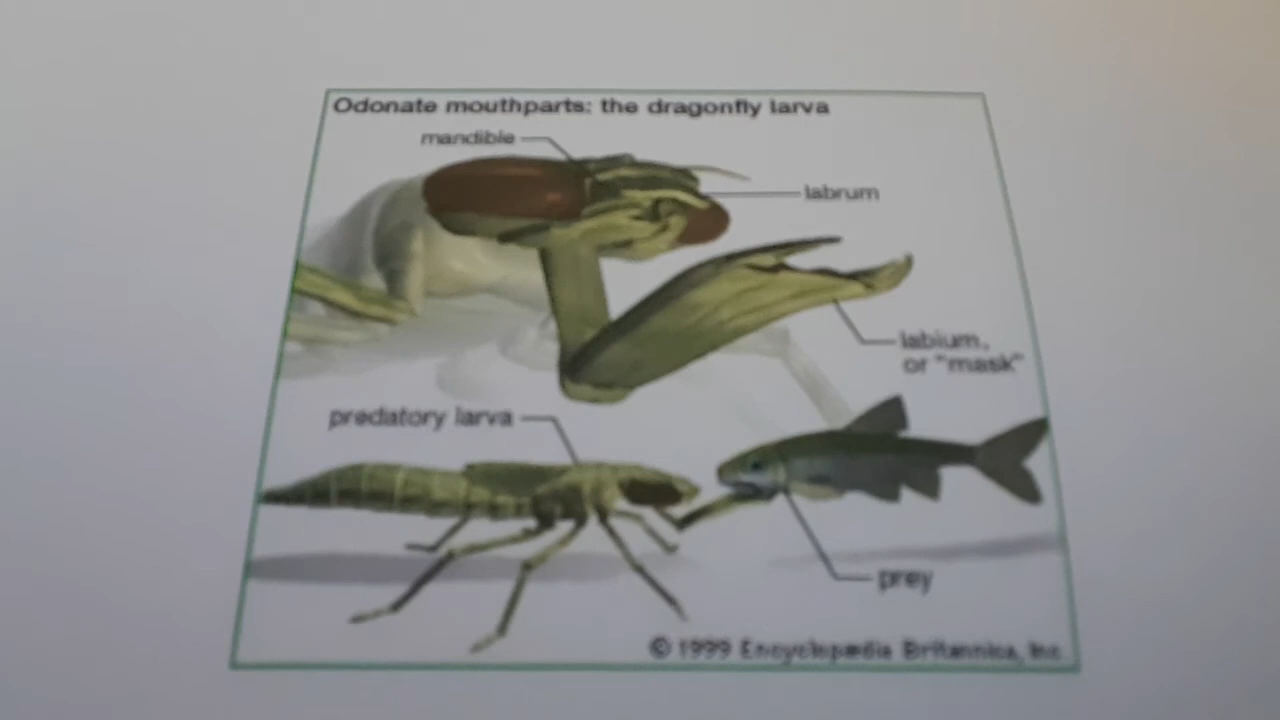 Odonate mouthparts: the dragonfly larva
mandible
labrum
labium,
or "mask"
predatory larva
prey
© 1999 Encyclopædia Britannica, Inc